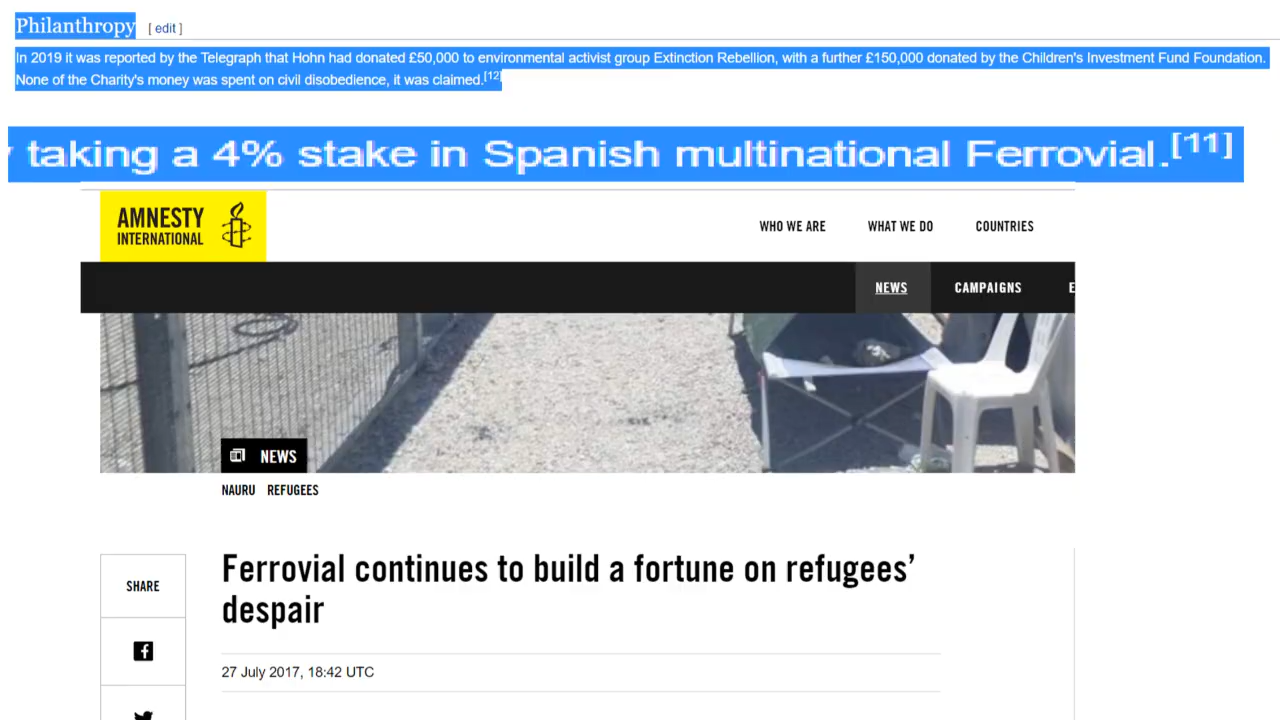 Philanthropy [ edit ]
In 2019 it was reported by the Telegraph that Hohn had donated £50,000 to environmental activist group Extinction Rebellion, with a further £150,000 donated by the Children's Investment Fund Foundation.
None of the Charity's money was spent on civil disobedience, it was claimed.[12]
taking a 4% stake in Spanish multinational Ferrovial.[11]
AMNESTY
INTERNATIONAL
WHO WE ARE WHAT WE DO COUNTRIES
NEWS CAMPAIGNS E
NEWS
NAURU REFUGEES
Ferrovial continues to build a fortune on refugees’
despair
SHARE
27 July 2017, 18:42 UTC